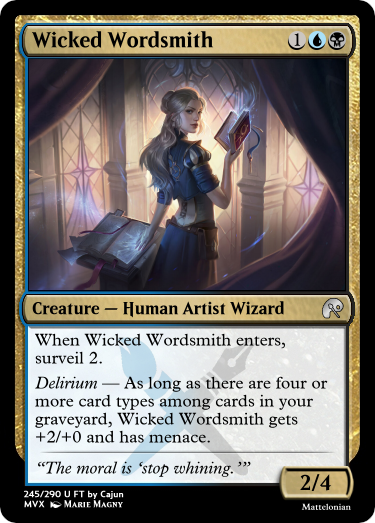 Wicked Wordsmith 1
Creature — Human Artist Wizard
When Wicked Wordsmith enters,
surveil 2.
Delirium — As long as there are four or
more card types among cards in your
graveyard, Wicked Wordsmith gets
+2/+0 and has menace.
“The moral is ‘stop whining.’”
2/4
245/290 U FT by Cajun
MVX Marie Magny
Mattelonian